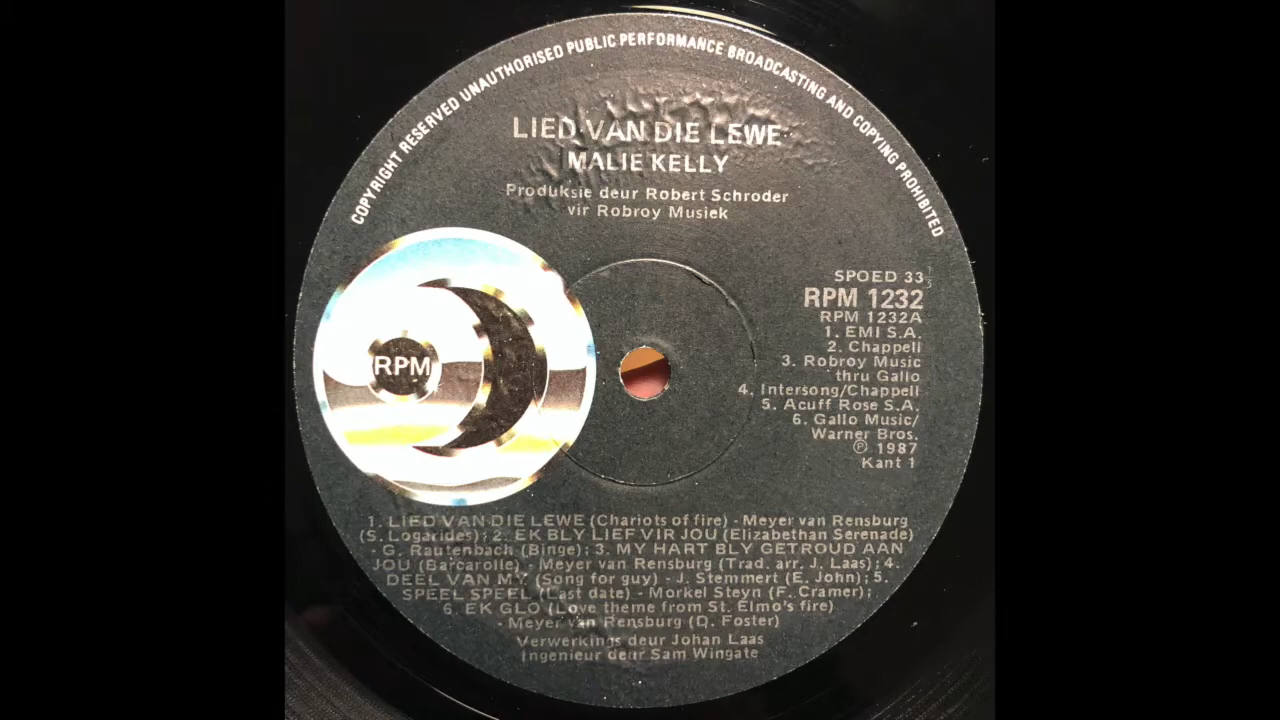 COPYRIGHT RESERVED UNAUTHORISED PUBLIC PERFORMANCE BROADCASTING AND COPYING PROHIBITED
LIED VAN DIE LEWE
MALIE KELLY
Produksie deur Robert Schroder
vir Robroy Musiek
RPM
SPOED 33 1/3
RPM 1232
RPM 1232A
1. EMI S.A.
2. Chappell
3. Robroy Music
thru Gallo
4. Intersong/Chappell
5. Acuff Rose S.A.
6. Gallo Music/
Warner Bros.
℗ 1987
Kant 1
1. LIED VAN DIE LEWE (Chariots of fire) - Meyer van Rensburg
(S. Logarides); 2. EK BLY LIEF VIR JOU (Elizabethan Serenade)
- G. Rautenbach (Binge); 3. MY HART BLY GETROUD AAN
JOU (Barcarolle) - Meyer van Rensburg (Trad. arr. J. Laas); 4.
DEEL VAN MY (Song for guy) - J. Stemmert (E. John); 5.
SPEEL SPEEL (Last date) - Morkel Steyn (F. Cramer);
6. EK GLO (Love theme from St. Elmo's fire)
- Meyer van Rensburg (D. Foster)
Verwerkings deur Johan Laas
Ingenieur deur Sam Wingate